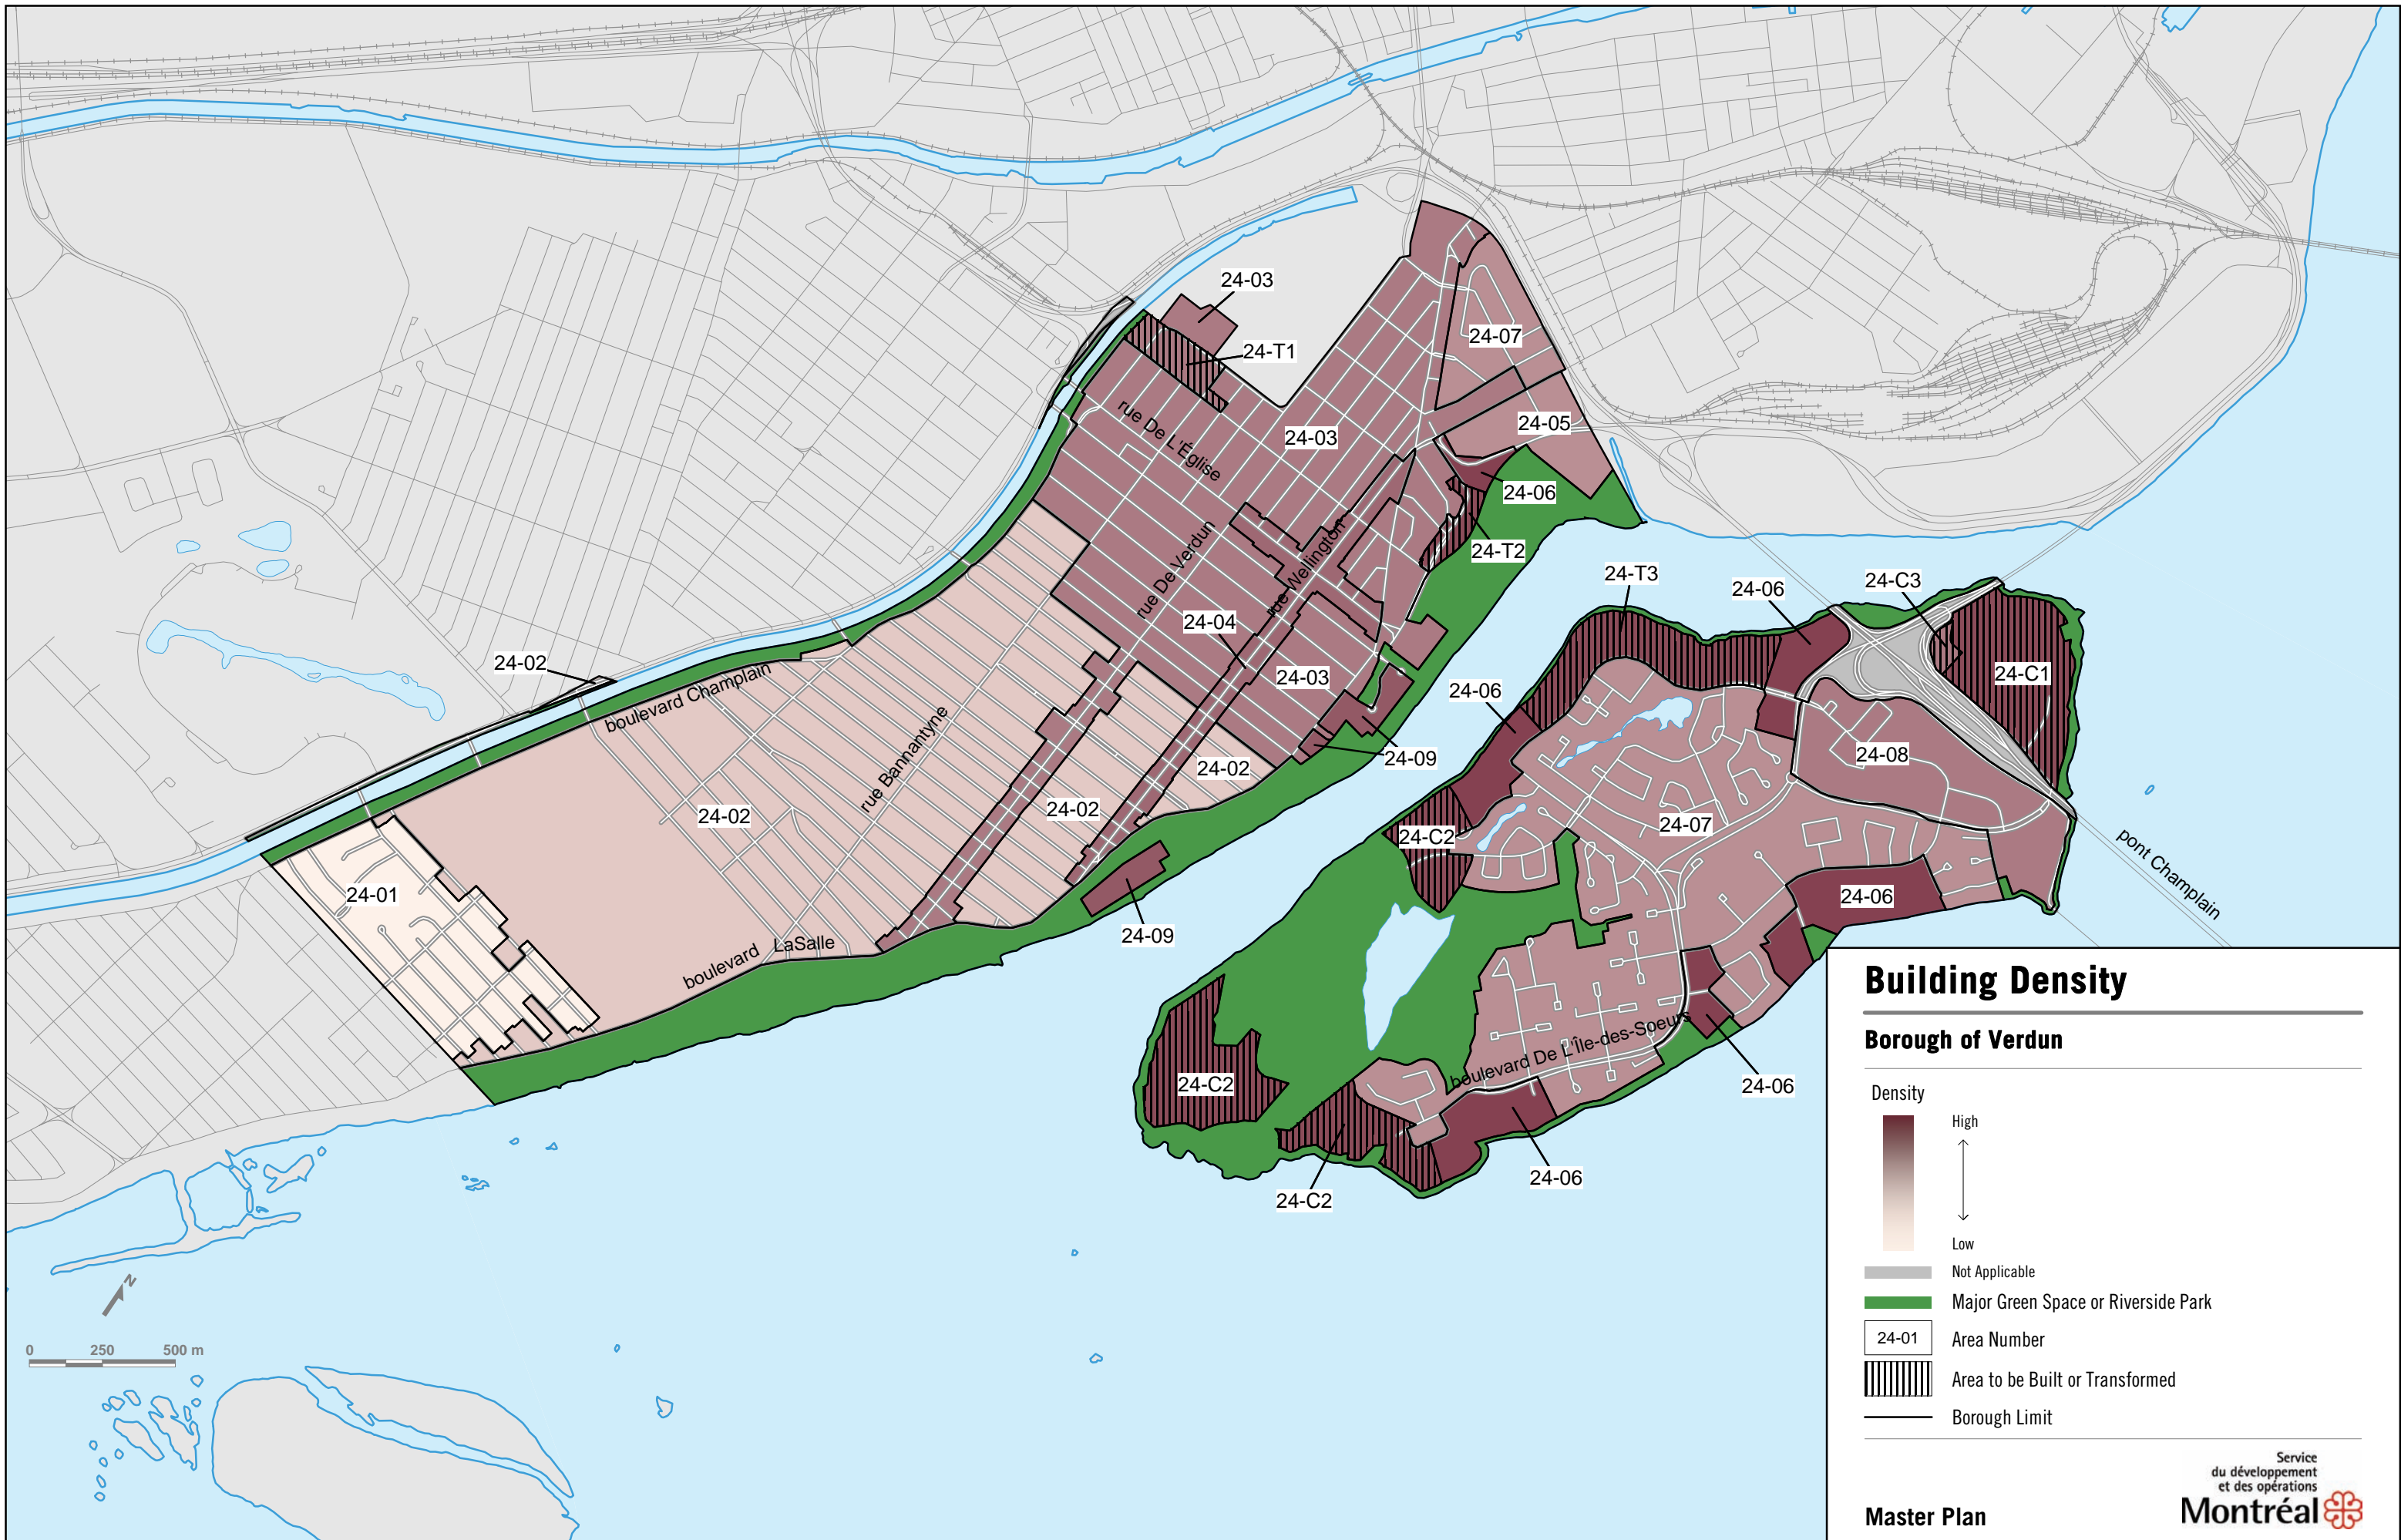 24-03
24-T1
24-07
24-05
rue De L'Église
24-03
24-06
24-T2
rue De Verdun
rue Wellington
24-T3
24-06
24-C3
24-04
24-02
24-03
24-C1
boulevard Champlain
24-06
rue Bannantyne
24-09
24-08
24-02
24-02
24-02
24-07
24-C2
pont Champlain
24-01
24-06
24-09
boulevard LaSalle
boulevard De L'Île-des-Soeurs
24-C2
24-06
24-06
24-C2
N
0 250 500 m
Building Density
Borough of Verdun
Density
High
Low
Not Applicable
Major Green Space or Riverside Park
24-01 Area Number
Area to be Built or Transformed
Borough Limit
Service
du développement
et des opérations
Montréal
Master Plan